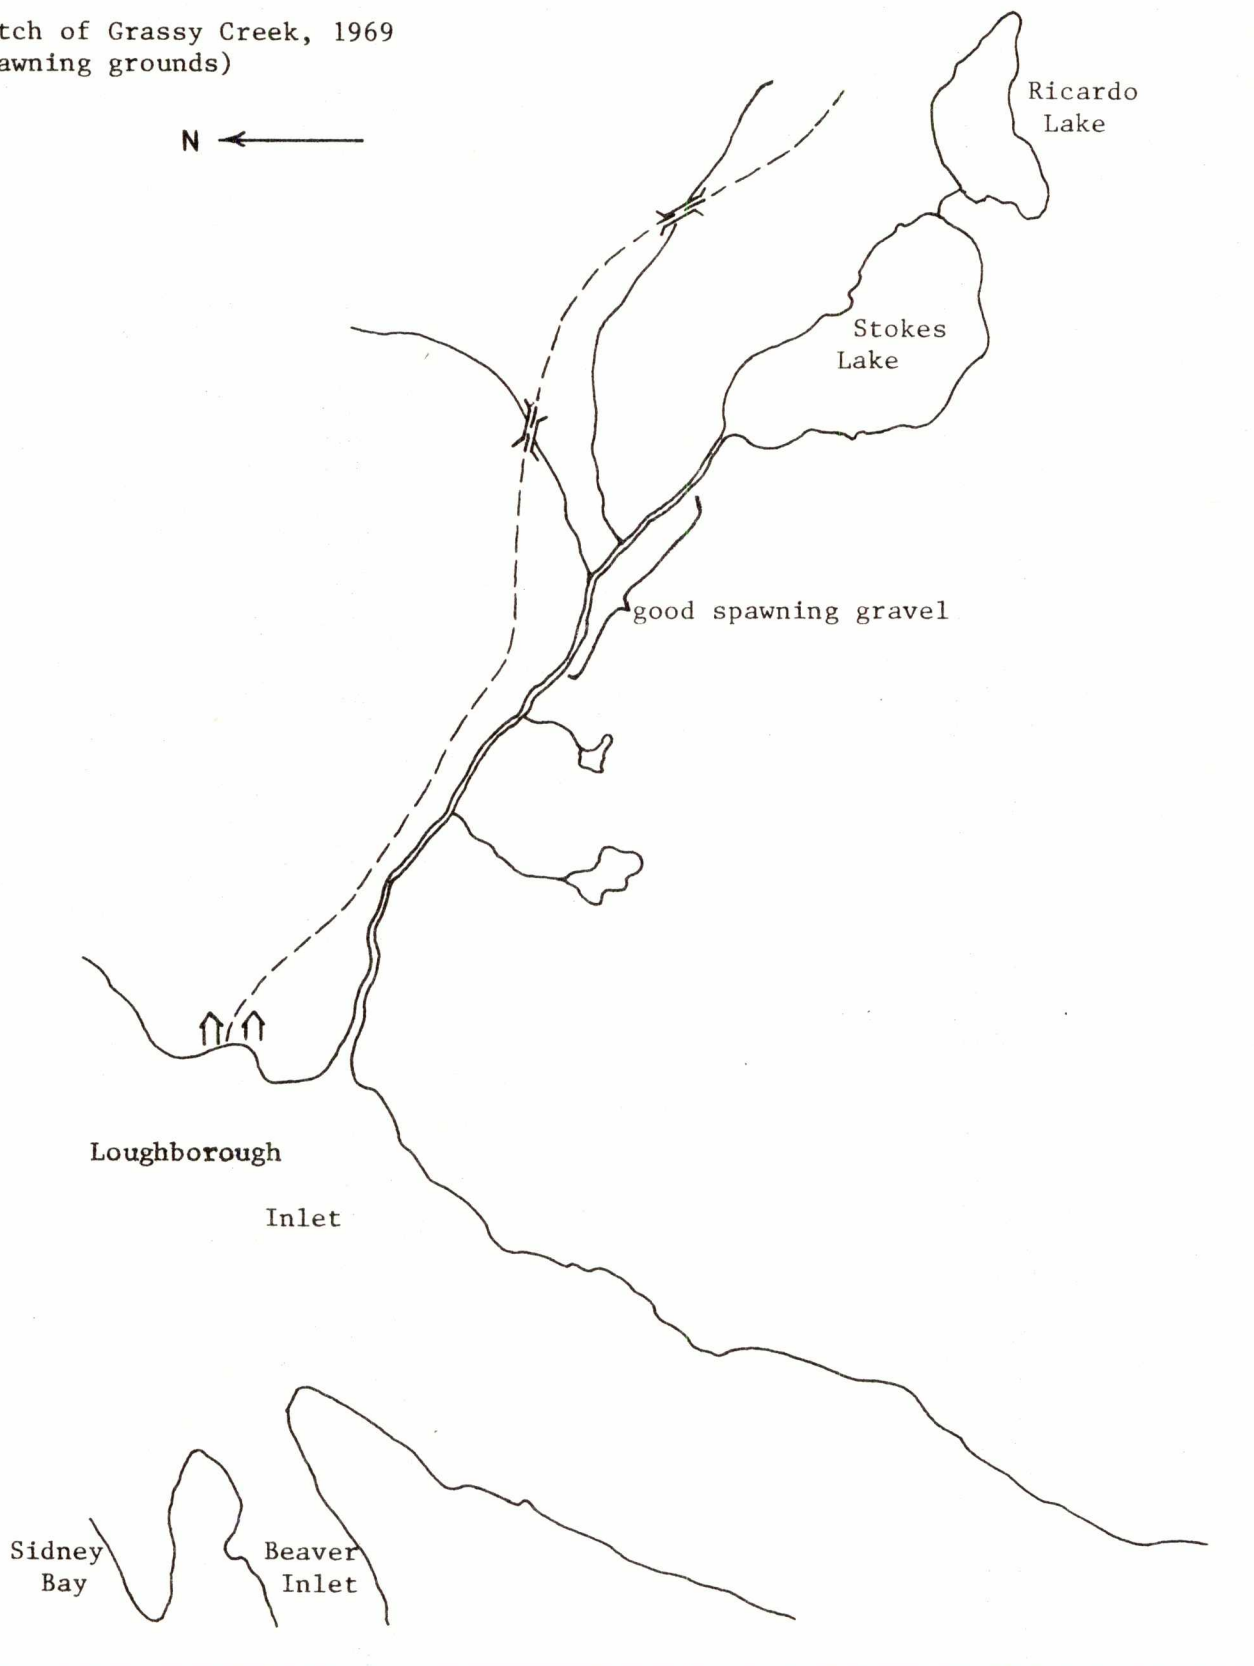 tch of Grassy Creek, 1969
awning grounds)
N
Ricardo
Lake
Stokes
Lake
good spawning gravel
Loughborough
Inlet
Sidney
Bay
Beaver
Inlet